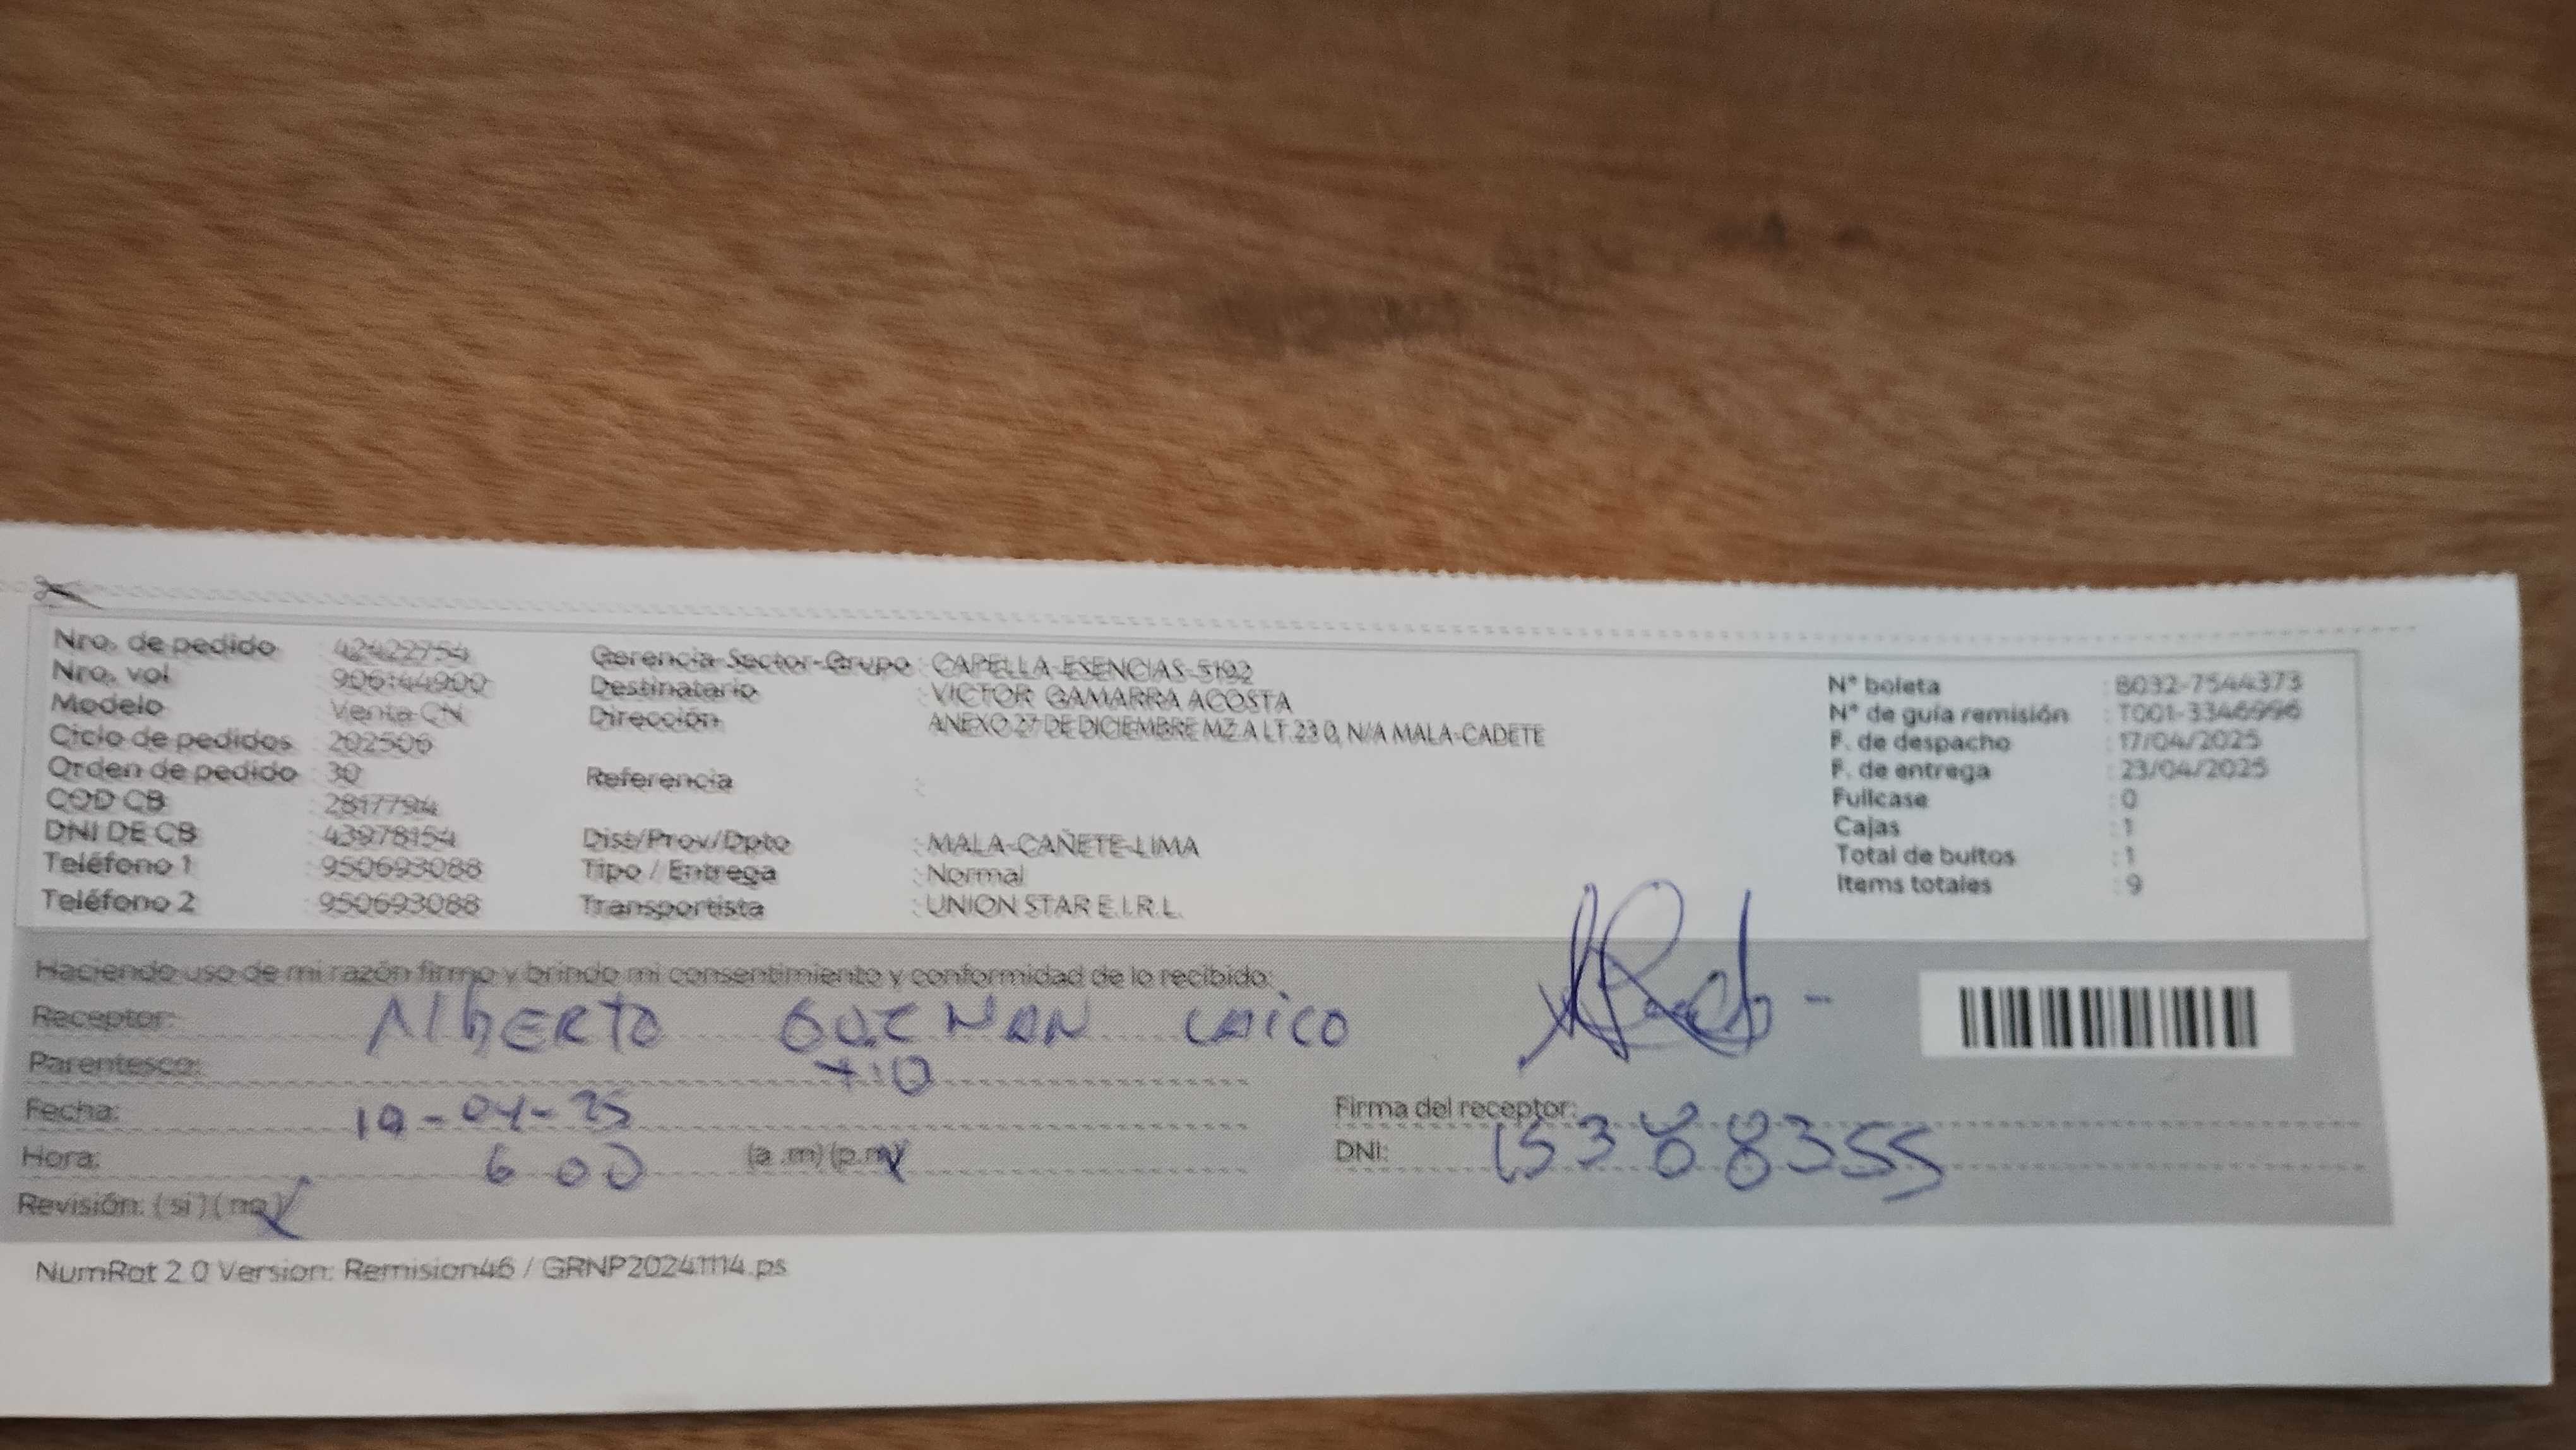 Nro. de pedido : 42422754
Nro. vol : 906144900
Modelo : Venta CN
Ciclo de pedidos : 202506
Orden de pedido : 30
COD CB : 2817794
DNI DE CB : 43978154
Teléfono 1 : 950693088
Teléfono 2 : 950693088
Gerencia-Sector-Grupo : CAPELLA-ESENCIAS-5192
Destinatario : VICTOR GAMARRA ACOSTA
Dirección : ANEXO 27 DE DICIEMBRE MZ A LT 23 0, N/A MALA-CADETE
Referencia :
Dist/Prov/Dpto : MALA-CAÑETE-LIMA
Tipo / Entrega : Normal
Transportista : UNION STAR E.I.R.L.
N° boleta : B032-7544373
N° de guía remisión : T001-3346996
F. de despacho : 17/04/2025
F. de entrega : 23/04/2025
Fullcase : 0
Cajas : 1
Total de bultos : 1
Items totales : 9
Haciendo uso de mi razón firmo y brindo mi consentimiento y conformidad de lo recibido:
Receptor: AlbERTO GUZMAN CAICO
Parentesco: tio
Fecha: 19-04-25
Hora: 6 00 (a .m) (p.m)
Revisión: ( si ) ( no )
Firma del receptor:
DNI: 15388355
NumRot 2.0 Version: Remision46 / GRNP20241114.ps